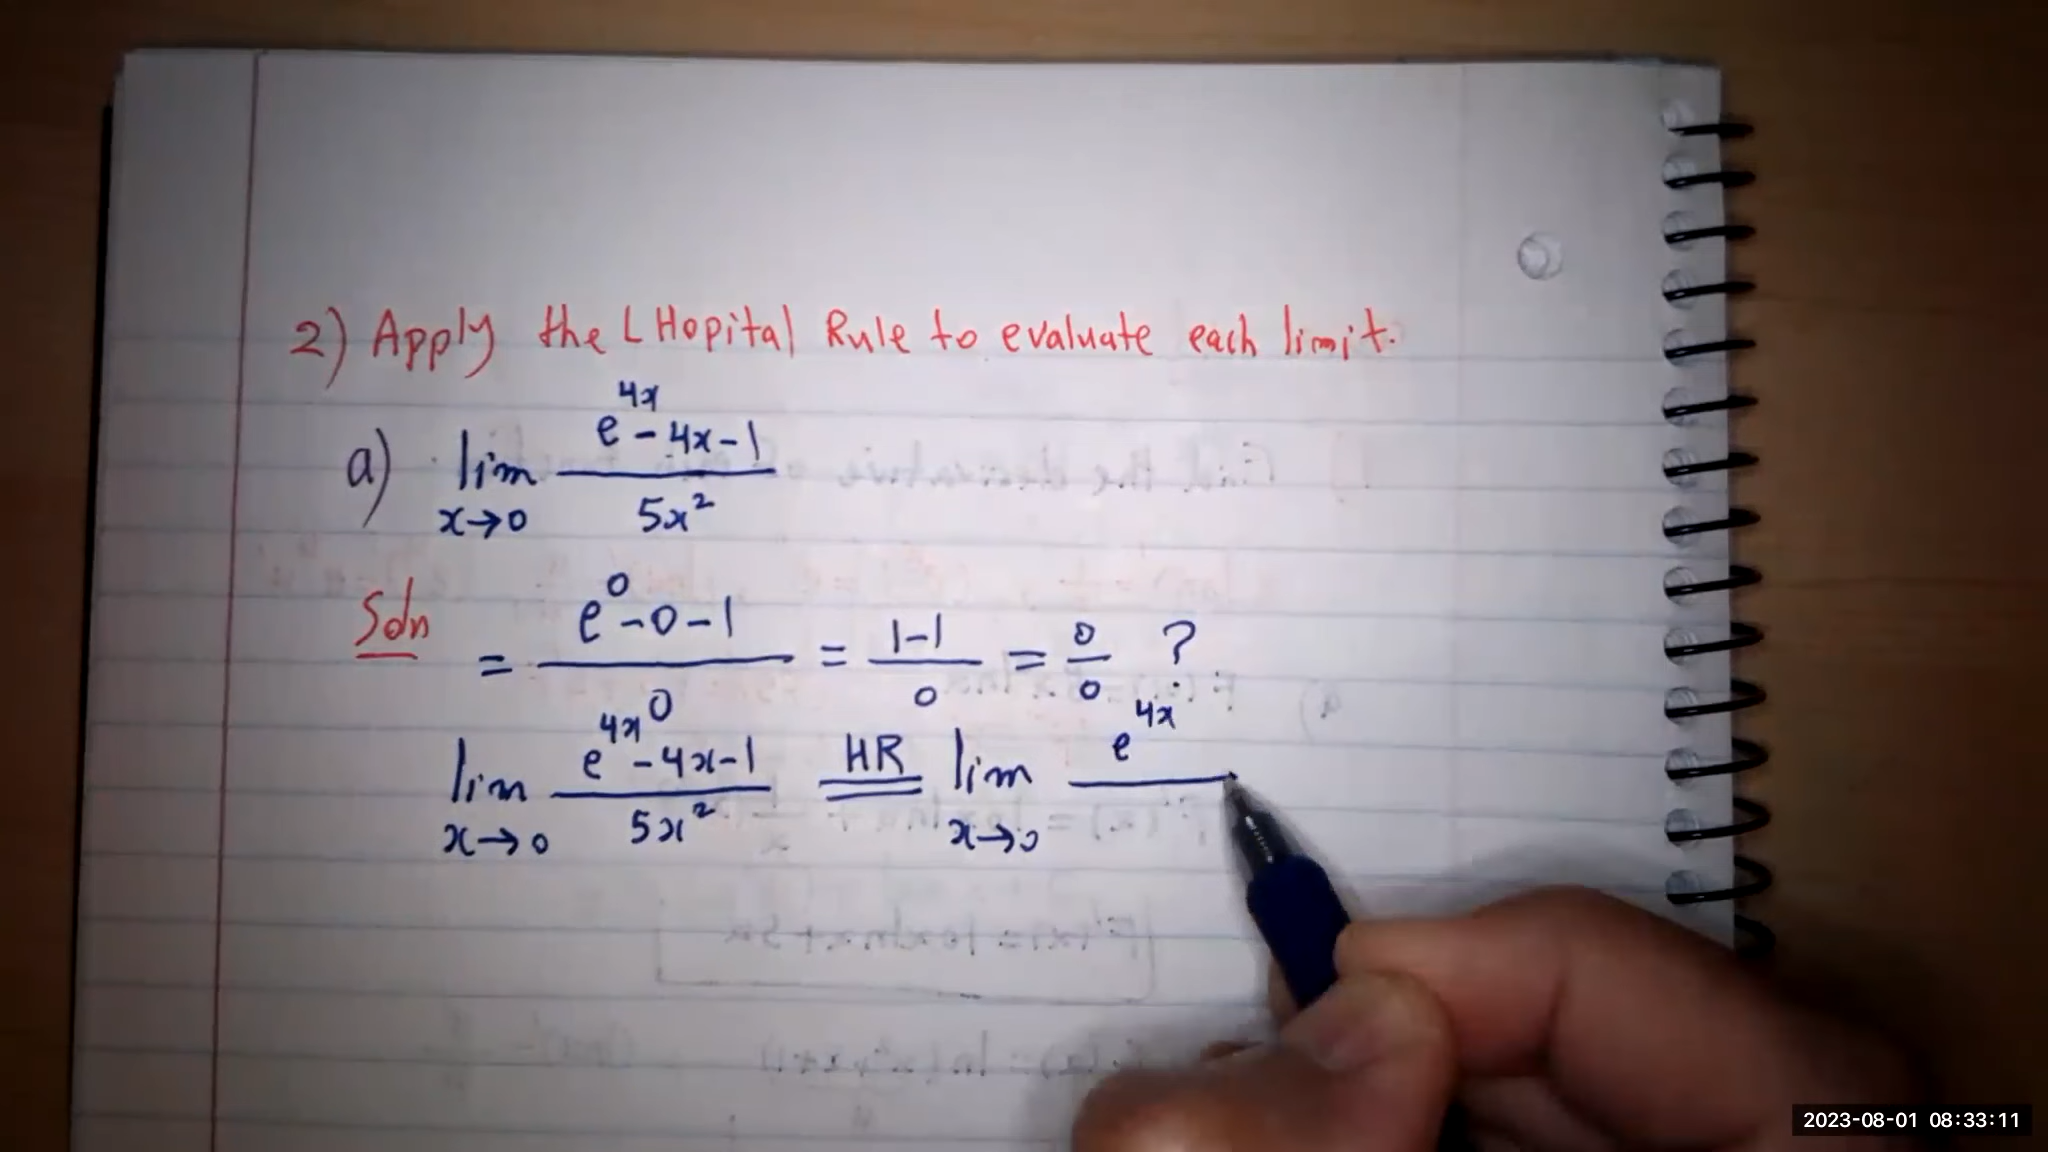 2) Apply the L Hopital Rule to evaluate each limit.
a) lim x→0 (e^4x - 4x - 1) / 5x²
Soln = (e^0 - 0 - 1) / 0 = (1 - 1) / 0 = 0 / 0 ?
lim x→0 (e^4x - 4x - 1) / 5x² HR lim x→0 e^4x
2023-08-01 08:33:11